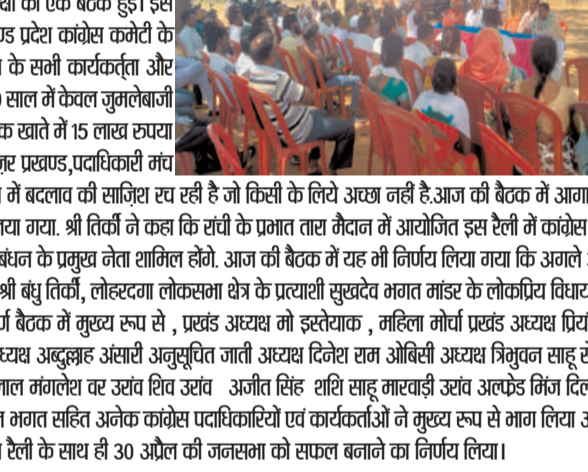 की एक बैठक हुई। इस
प्रदेश कांग्रेस कमेटी के
के सभी कार्यकर्ता और
साल में केवल जुमलेबाजी
खाते में 15 लाख रुपया
प्रखण्ड,पदाधिकारी मंच
में बदलाव की साज़िश रच रही है जो किसी के लिये अच्छा नहीं है.आज की बैठक में
गया. श्री तिर्की ने कहा कि रांची के प्रभात तारा मैदान में आयोजित इस रैली में कांग्रेस
के प्रमुख नेता शामिल होंगे. आज की बैठक में यह भी निर्णय लिया गया कि अगले
श्री बंधु तिर्की, लोहरदगा लोकसभा क्षेत्र के प्रत्याशी सुखदेव भगत मांडर के लोकप्रिय
बैठक में मुख्य रूप से , प्रखंड अध्यक्ष मो इस्तेयाक , महिला मोर्चा प्रखंड अध्यक्ष
अब्दुल्लाह अंसारी अनुसूचित जाती अध्यक्ष दिनेश राम ओबिसी अध्यक्ष त्रिभुवन साहू
मंगलेश वर उरांव शिव उरांव अजीत सिंह शशि साहू मारवाड़ी उरांव अल्फ्रेड मिंज
भगत सहित अनेक कांग्रेस पदाधिकारियों एवं कार्यकर्ताओं ने मुख्य रूप से भाग लिया
रैली के साथ ही 30 अप्रैल की जनसभा को सफल बनाने का निर्णय लिया।